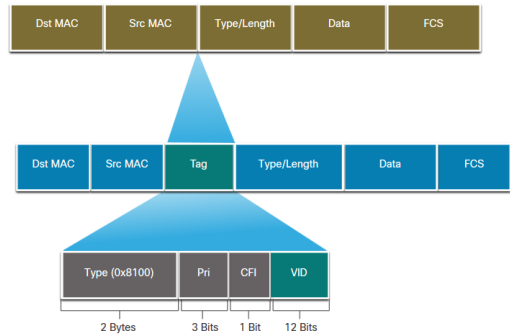 Dst MAC Src MAC Type/Length Data FCS
Dst MAC Src MAC Tag Type/Length Data FCS
Type (0x8100) Pri CFI VID
2 Bytes 3 Bits 1 Bit 12 Bits